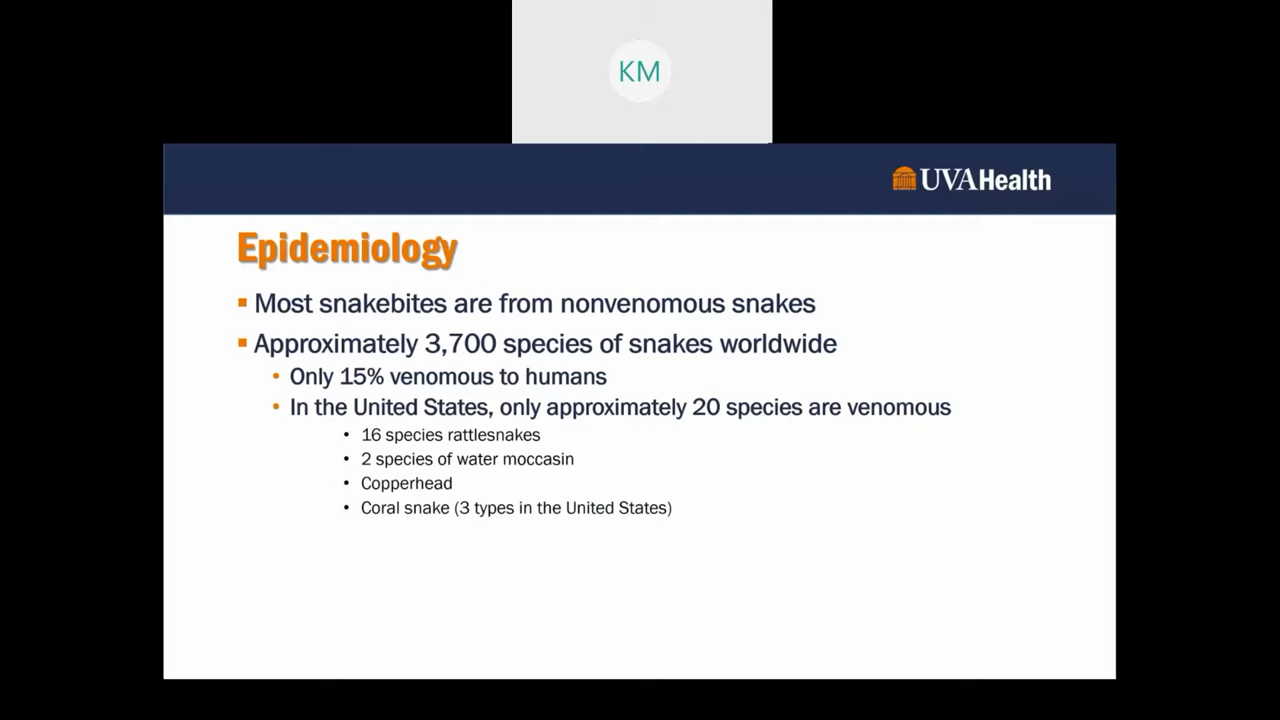 KM
UVAHealth
Epidemiology
▪ Most snakebites are from nonvenomous snakes
▪ Approximately 3,700 species of snakes worldwide
• Only 15% venomous to humans
• In the United States, only approximately 20 species are venomous
• 16 species rattlesnakes
• 2 species of water moccasin
• Copperhead
• Coral snake (3 types in the United States)